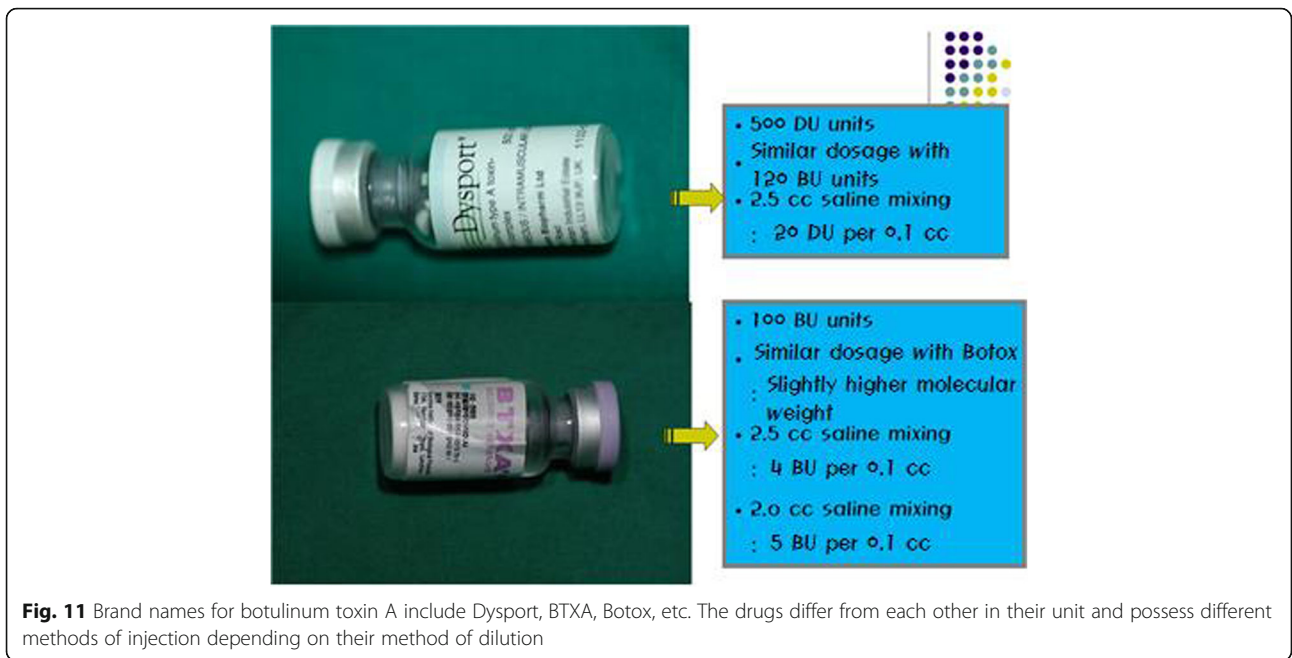 Dysport
500 DU units
Similar dosage with
120 BU units
2.5 cc saline mixing
: 20 DU per 0.1 cc
BTXA
100 BU units
Similar dosage with Botox
: Slightly higher molecular
weight
2.5 cc saline mixing
: 4 BU per 0.1 cc
2.0 cc saline mixing
: 5 BU per 0.1 cc
Fig. 11 Brand names for botulinum toxin A include Dysport, BTXA, Botox, etc. The drugs differ from each other in their unit and possess different
methods of injection depending on their method of dilution